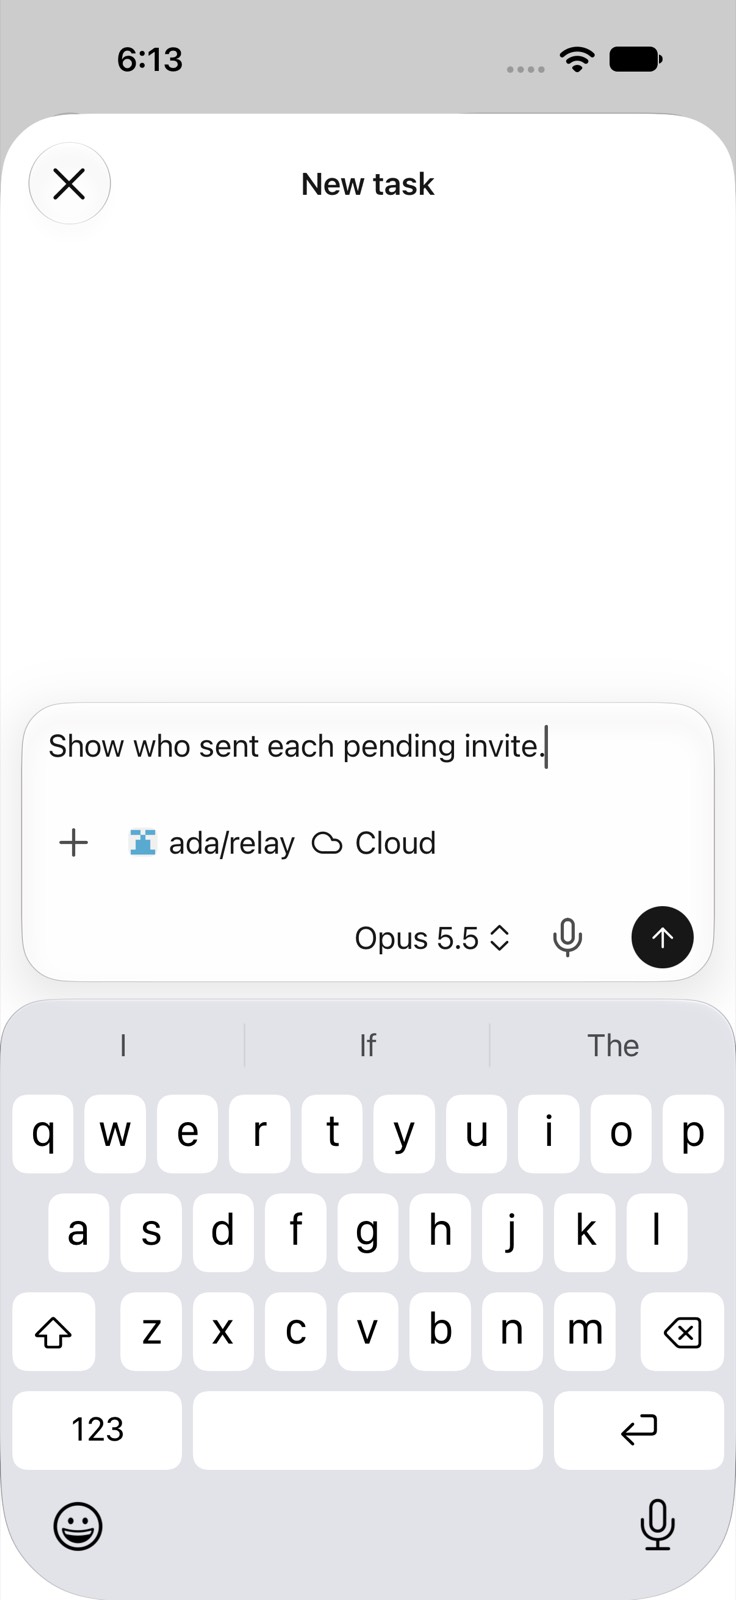 6:13
New task
Show who sent each pending invite.
ada/relay Cloud
Opus 5.5
I If The
q w e r t y u i o p
a s d f g h j k l
z x c v b n m
123